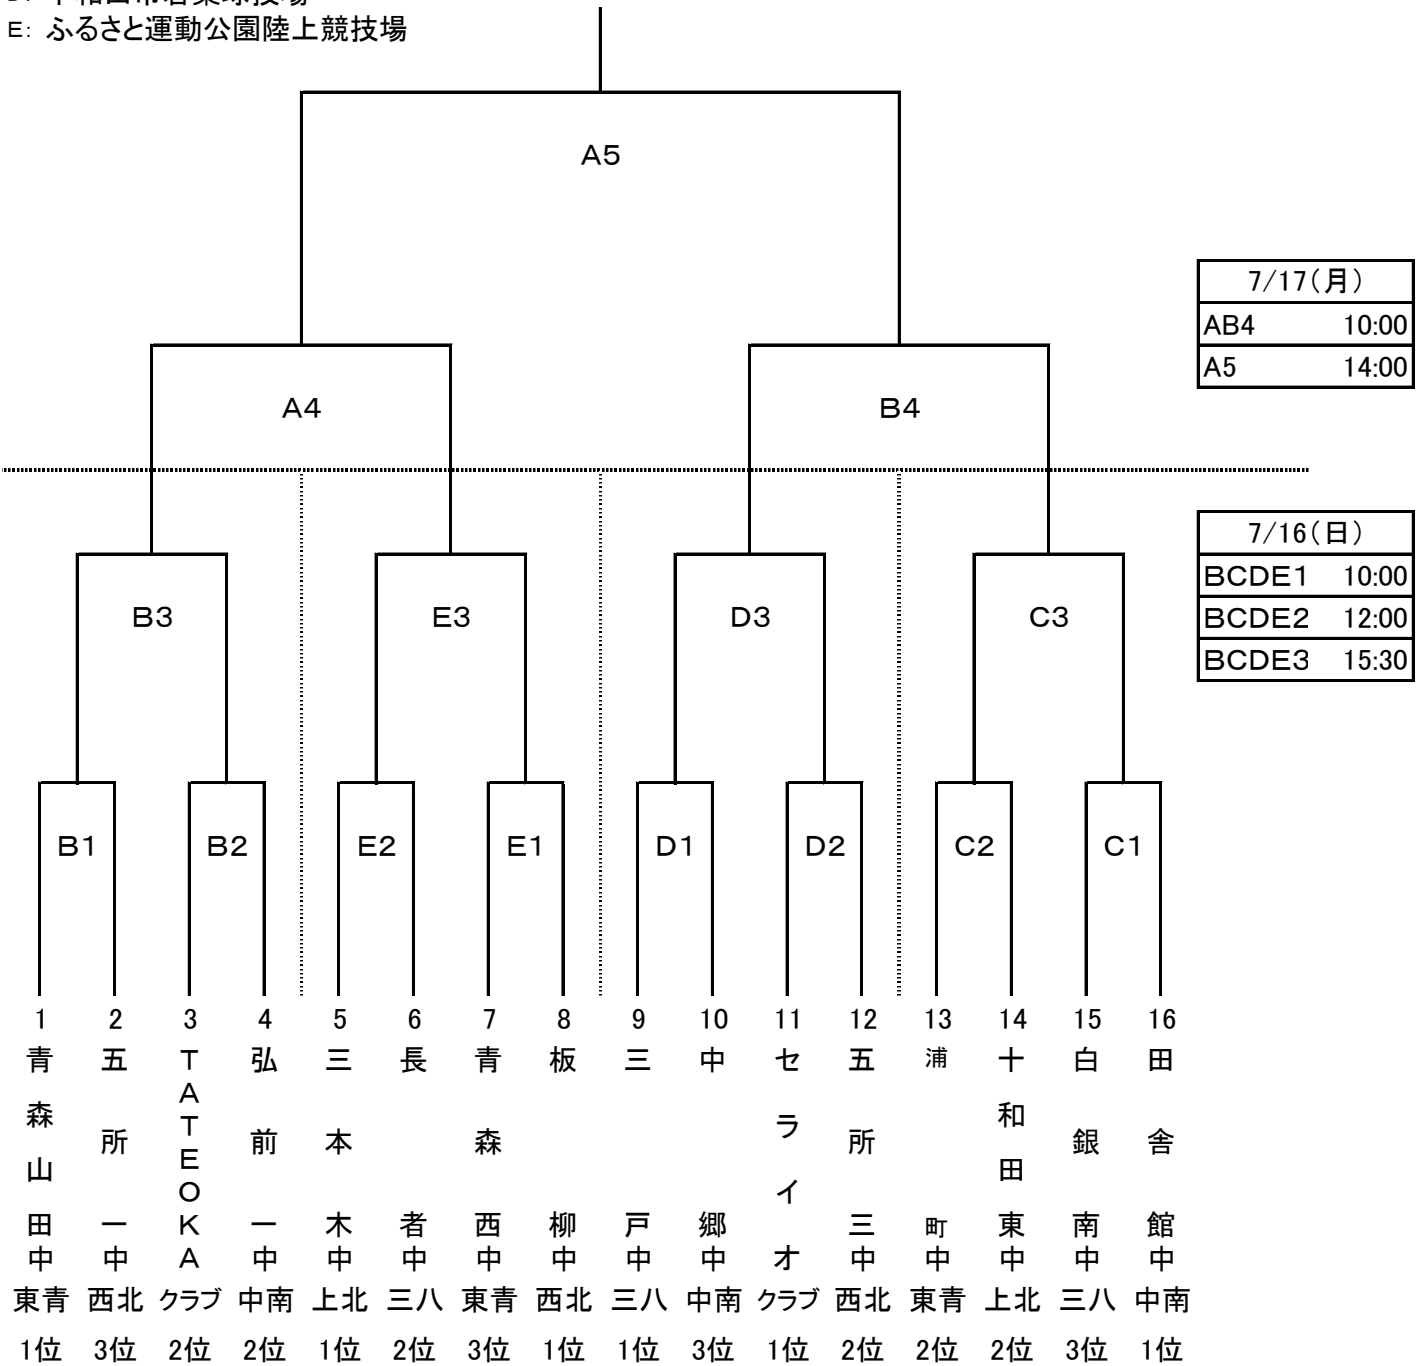 E: ふるさと運動公園陸上競技場
A5
7/17(月)
AB4 10:00
A5 14:00
A4 B4
7/16(日)
BCDE1 10:00
BCDE2 12:00
BCDE3 15:30
B3 E3 D3 C3
B1 B2 E2 E1 D1 D2 C2 C1
1 2 3 4 5 6 7 8 9 10 11 12 13 14 15 16
青森山田中
五所一中
TATEOKA
弘前一中
三本木中
長者中
青森西中
板柳中
三戸中
中郷中
セライオ
五所三中
浦町中
十和田東中
白銀南中
田舎館中
東青 西北 クラブ 中南 上北 三八 東青 西北 三八 中南 クラブ 西北 東青 上北 三八 中南
1位 3位 2位 2位 1位 2位 3位 1位 1位 3位 1位 2位 2位 2位 3位 1位